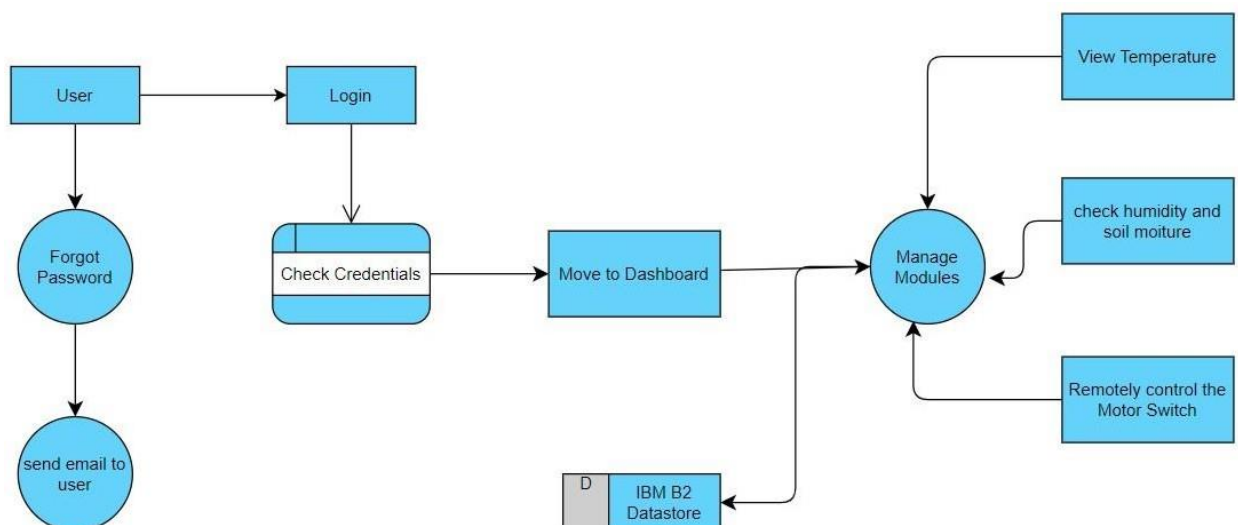 User
Login
View Temperature
Forgot
Password
Check Credentials
Move to Dashboard
Manage
Modules
check humidity and
soil moiture
Remotely control the
Motor Switch
send email to
user
D
IBM B2
Datastore